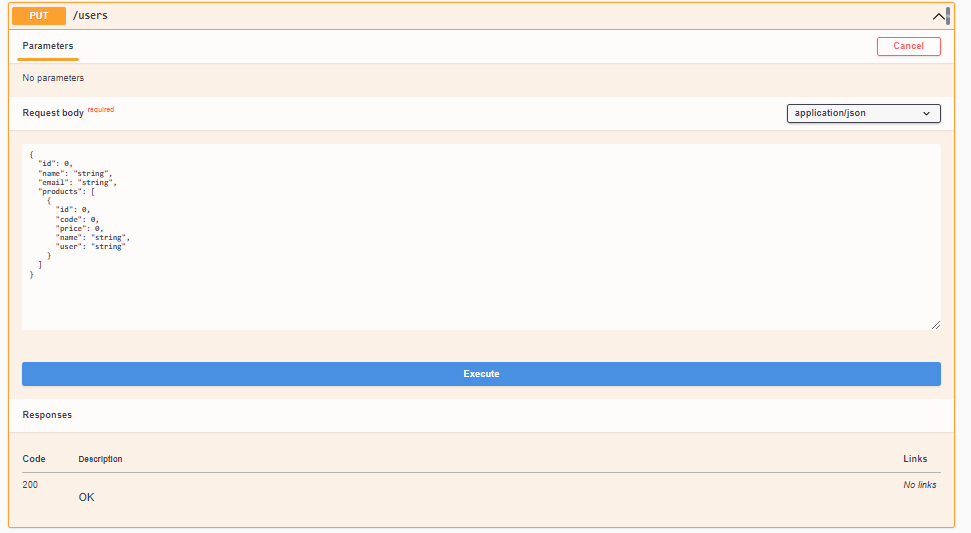 PUT /users
Parameters Cancel
No parameters
Request body required application/json
{
  "id": 0,
  "name": "string",
  "email": "string",
  "products": [
    {
      "id": 0,
      "code": 0,
      "price": 0,
      "name": "string",
      "user": "string"
    }
  ]
}
Execute
Responses
Code Description Links
200 No links
OK